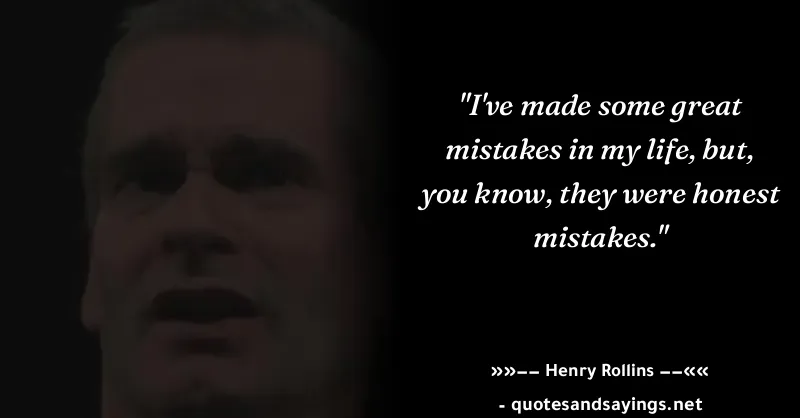 "I've made some great
mistakes in my life, but,
you know, they were honest
mistakes."
»»—— Henry Rollins ——««
- quotesandsayings.net